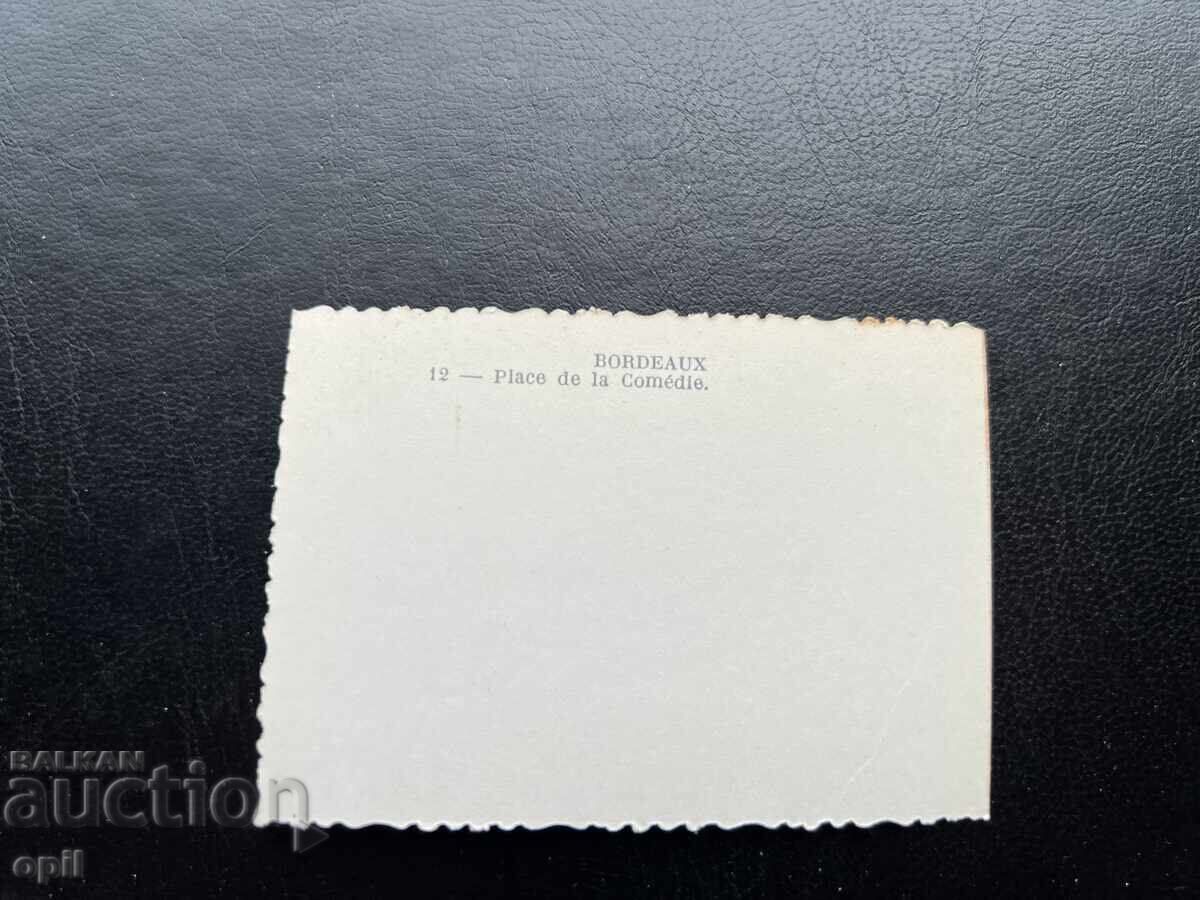 BORDEAUX
12 — Place de la Comédie.
BALKAN
auction
opil